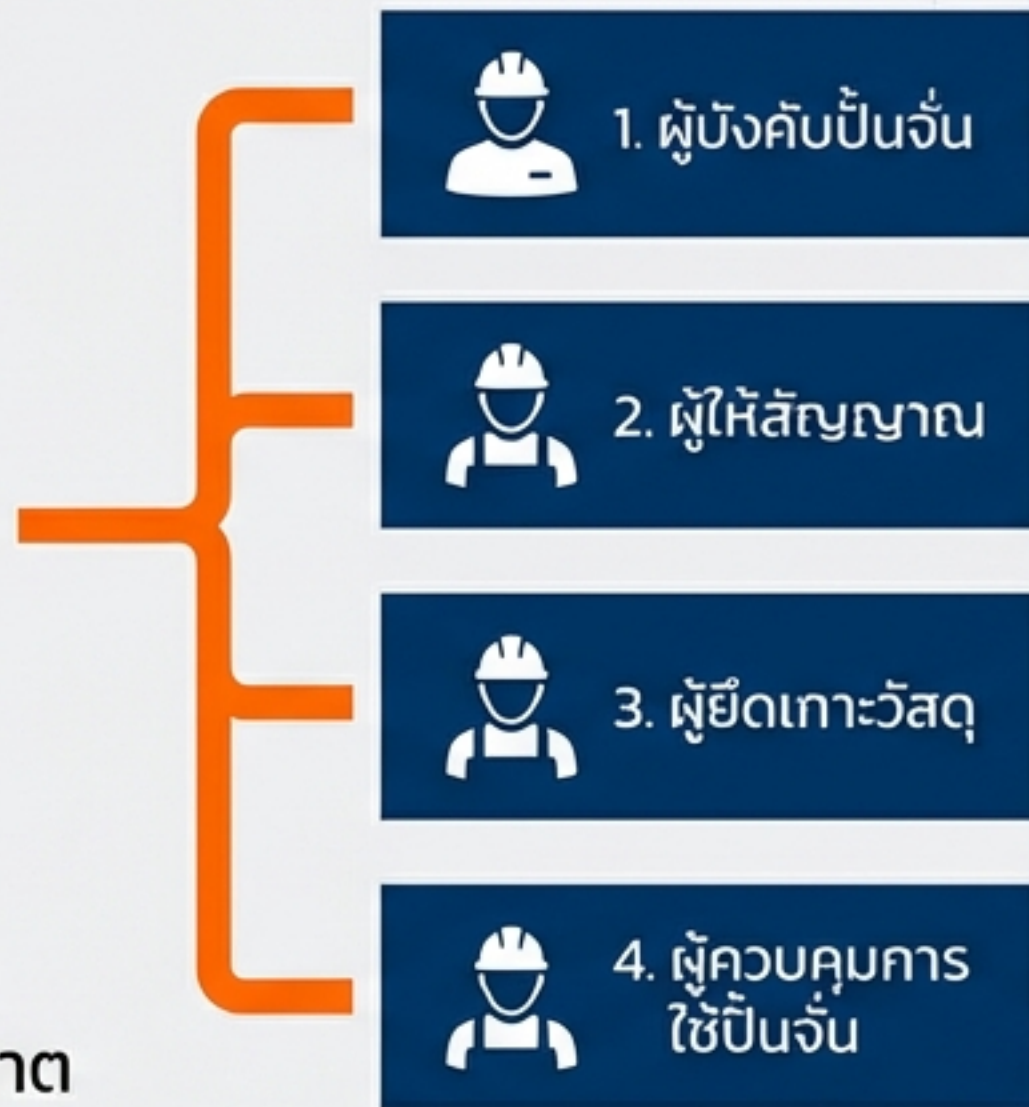 1. ผู้บังคับปั้นจั่น
2. ผู้ให้สัญญาณ
3. ผู้ยึดเกาะวัสดุ
4. ผู้ควบคุมการ
ใช้ปั้นจั่น